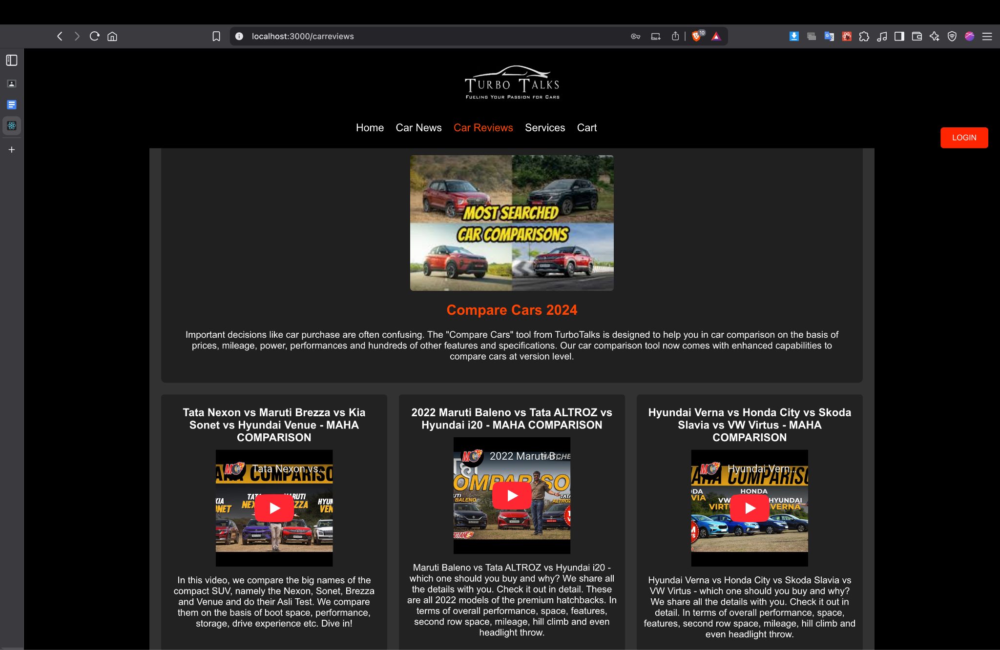 localhost:3000/carreviews
10
TURBO TALKS
FUELING YOUR PASSION FOR CARS
Home Car News Car Reviews Services Cart
LOGIN
MOST SEARCHED
CAR COMPARISONS
Compare Cars 2024
Important decisions like car purchase are often confusing. The "Compare Cars" tool from TurboTalks is designed to help you in car comparison on the basis of
prices, mileage, power, performances and hundreds of other features and specifications. Our car comparison tool now comes with enhanced capabilities to
compare cars at version level.
Tata Nexon vs Maruti Brezza vs Kia
Sonet vs Hyundai Venue - MAHA
COMPARISON
Tata Nexon vs...
COMPARISO
In this video, we compare the big names of the
compact SUV, namely the Nexon, Sonet, Brezza
and Venue and do their Asli Test. We compare
them on the basis of boot space, performance,
storage, drive experience etc. Dive in!
2022 Maruti Baleno vs Tata ALTROZ vs
Hyundai i20 - MAHA COMPARISON
2022 Maruti B...
BALENO
TATA
ALTROZ
Maruti Baleno vs Tata ALTROZ vs Hyundai i20 -
which one should you buy and why? We share all
the details with you. Check it out in detail. These
are all 2022 models of the premium hatchbacks. In
terms of overall performance, space, features,
second row space, mileage, hill climb and even
headlight throw.
Hyundai Verna vs Honda City vs Skoda
Slavia vs VW Virtus - MAHA
COMPARISON
Hyundai Vern...
COMPARISO
HONDA
VW
HYUNDAI
VERNA
Hyundai Verna vs Honda City vs Skoda Slavia vs
VW Virtus - which one should you buy and why?
We share all the details with you. Check it out in
detail. In terms of overall performance, space,
features, second row space, mileage, hill climb and
even headlight throw.